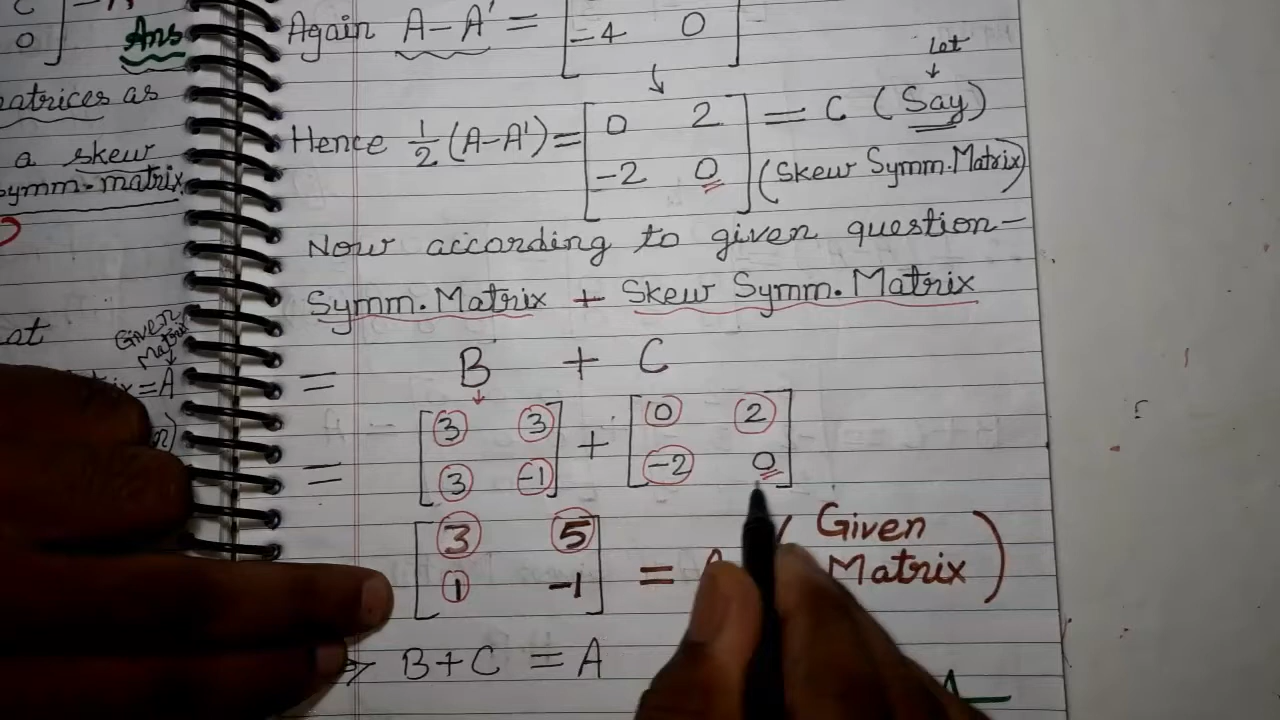 0 ] Ans
matrices as
a skew
symm. matrix.
at
Given
Matrix
= A
Again A - A' = [
-4 0 ]
let
Hence 1/2 (A-A') = [ 0 2 = C (Say)
-2 0 ] (Skew Symm. Matrix)
Now according to given question-
Symm. Matrix + Skew Symm. Matrix
= B + C
= [ 3 3 ] + [ 0 2 ]
[ 3 -1 ] [ -2 0 ]
[ 3 5 ] ( Given
[ 1 -1 ] = Matrix )
B+C = A